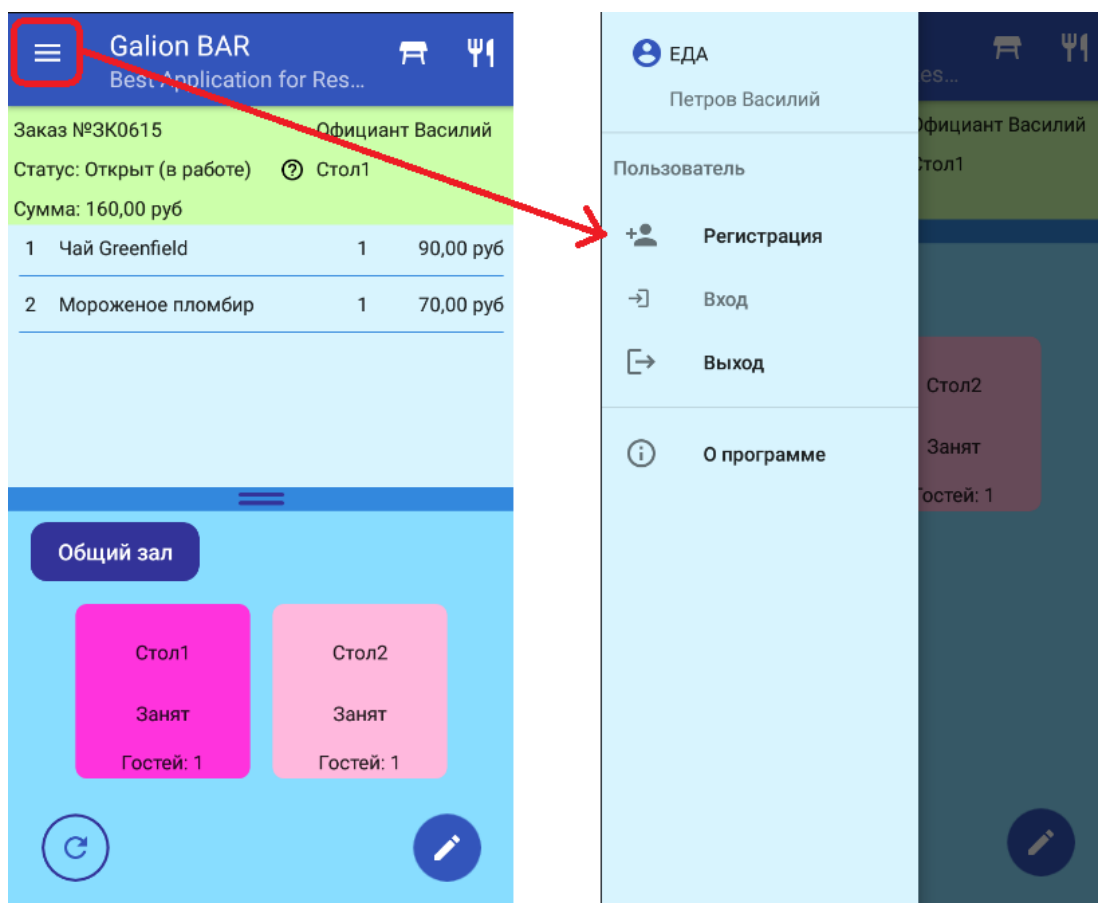 Galion BAR
Best Application for Res...
Заказ №ЗК0615 Официант Василий
Статус: Открыт (в работе) Стол1
Сумма: 160,00 руб
1 Чай Greenfield 1 90,00 руб
2 Мороженое пломбир 1 70,00 руб
Общий зал
Стол1
Занят
Гостей: 1
Стол2
Занят
Гостей: 1
ЕДА
Петров Василий
Пользователь
Регистрация
Вход
Выход
О программе
es...
Официант Василий
Стол1
Стол2
Занят
Гостей: 1